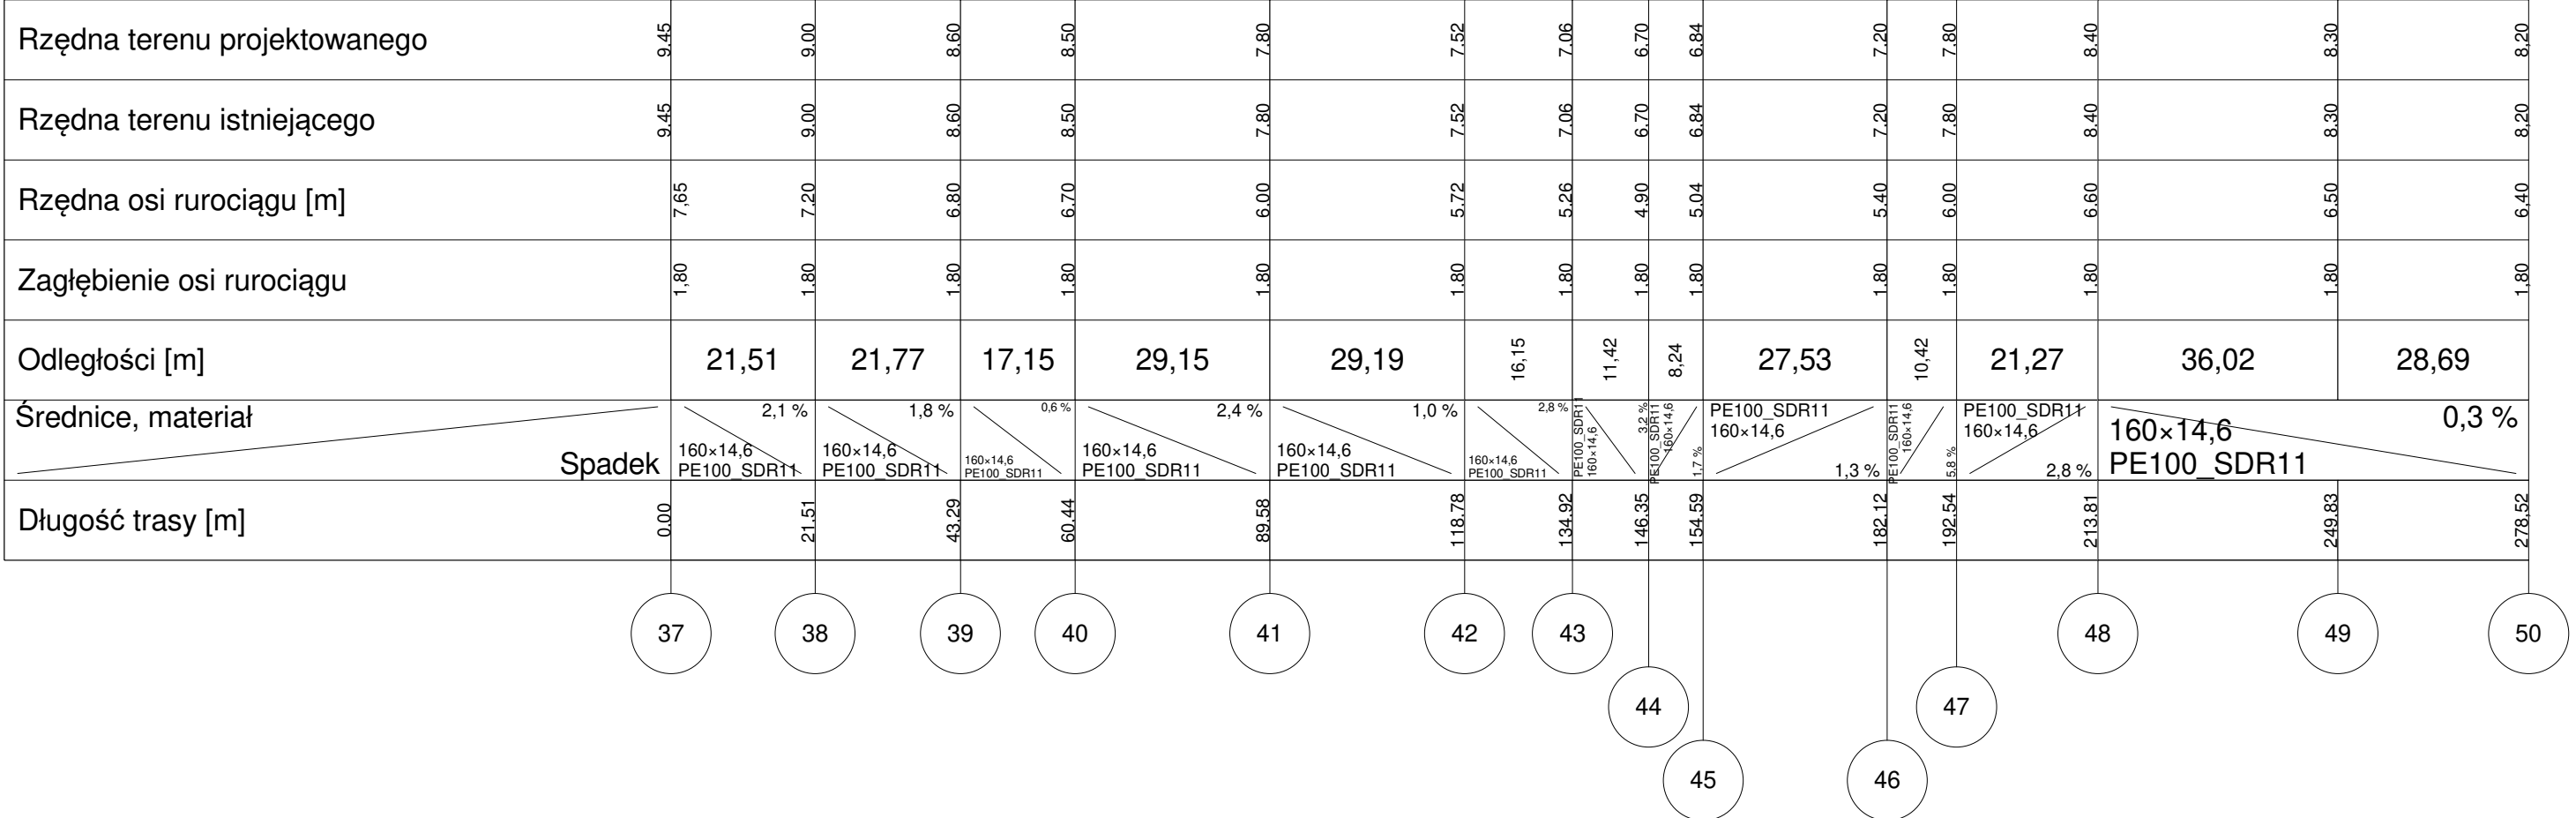 Rzędna terenu projektowanego 9.45 9.00 8.60 8.50 7.80 7.52 7.06 6.70 6.84 7.20 7.80 8.40 8.30 8,20
Rzędna terenu istniejącego 9.45 9.00 8.60 8.50 7.80 7.52 7.06 6.70 6.84 7.20 7.80 8.40 8.30 8,20
Rzędna osi rurociągu [m] 7,65 7.20 6.80 6.70 6.00 5.72 5.26 4.90 5.04 5.40 6.00 6.60 6.50 6,40
Zagłębienie osi rurociągu 1,80 1.80 1.80 1.80 1.80 1.80 1.80 1.80 1.80 1.80 1.80 1.80 1.80 1,80
Odległości [m] 21,51 21,77 17,15 29,15 29,19 16,15 11,42 8,24 27,53 10,42 21,27 36,02 28,69
Średnice, materiał
Spadek
2,1 %
160×14,6
PE100_SDR11
1,8 %
160×14,6
PE100_SDR11
0,6 %
160×14,6
PE100_SDR11
2,4 %
160×14,6
PE100_SDR11
1,0 %
160×14,6
PE100_SDR11
2,8 %
160×14,6
PE100_SDR11
PE100_SDR11
160×14,6
3,2 %
PE100_SDR11
160×14,6
1,7 %
PE100_SDR11
160×14,6
1,3 %
PE100_SDR11
160×14,6
5,8 %
PE100_SDR11
160×14,6
2,8 %
0,3 %
160×14,6
PE100_SDR11
Długość trasy [m] 0.00 21.51 43.29 60.44 89.58 118.78 134.92 146.35 154.59 182.12 192.54 213.81 249.83 278,52
37 38 39 40 41 42 43 48 49 50
44 47
45 46